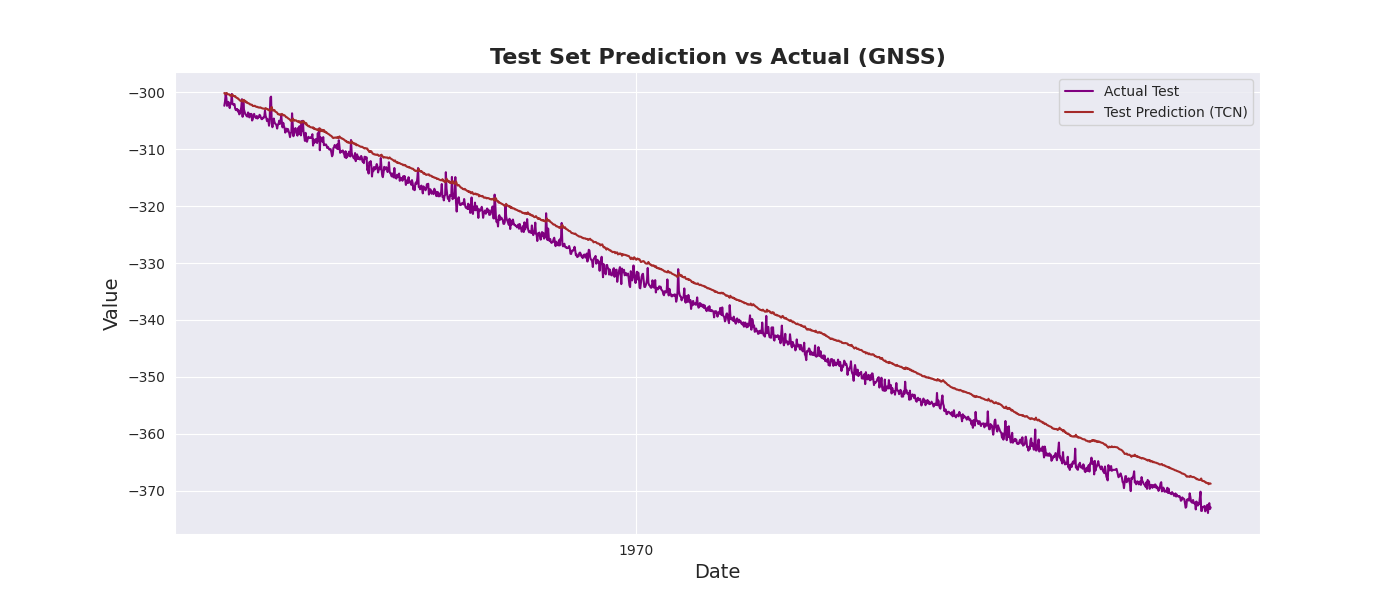 Test Set Prediction vs Actual (GNSS)
Actual Test
Test Prediction (TCN)
−300
−310
−320
−330
−340
−350
−360
−370
Value
1970
Date